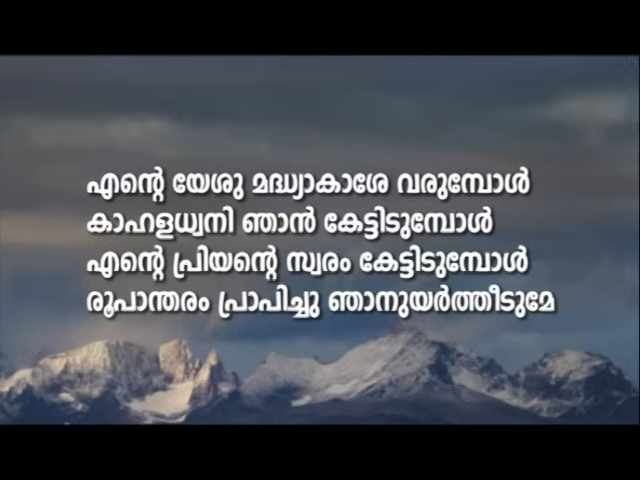 എന്റെ യേശു മദ്ധ്യാകാശേ വരുമ്പോൾ
കാഹളധ്വനി ഞാൻ കേട്ടിടുമ്പോൾ
എന്റെ പ്രിയന്റെ സ്വരം കേട്ടിടുമ്പോൾ
രൂപാന്തരം പ്രാപിച്ചു ഞാനുയർത്തീടുമേ